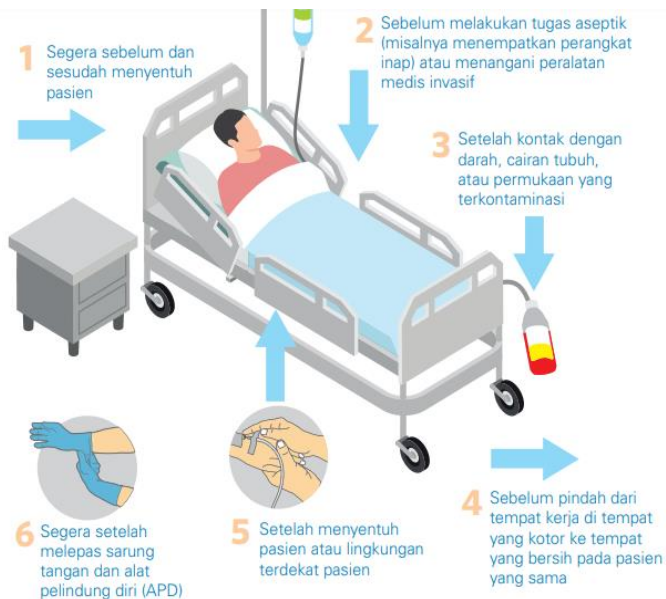 1
Segera sebelum dan
sesudah menyentuh
pasien
2
Sebelum melakukan tugas aseptik
(misalnya menempatkan perangkat
inap) atau menangani peralatan
medis invasif
3
Setelah kontak dengan
darah, cairan tubuh,
atau permukaan yang
terkontaminasi
4
Sebelum pindah dari
tempat kerja di tempat
yang kotor ke tempat
yang bersih pada pasien
yang sama
5
Setelah menyentuh
pasien atau lingkungan
terdekat pasien
6
Segera setelah
melepas sarung
tangan dan alat
pelindung diri (APD)